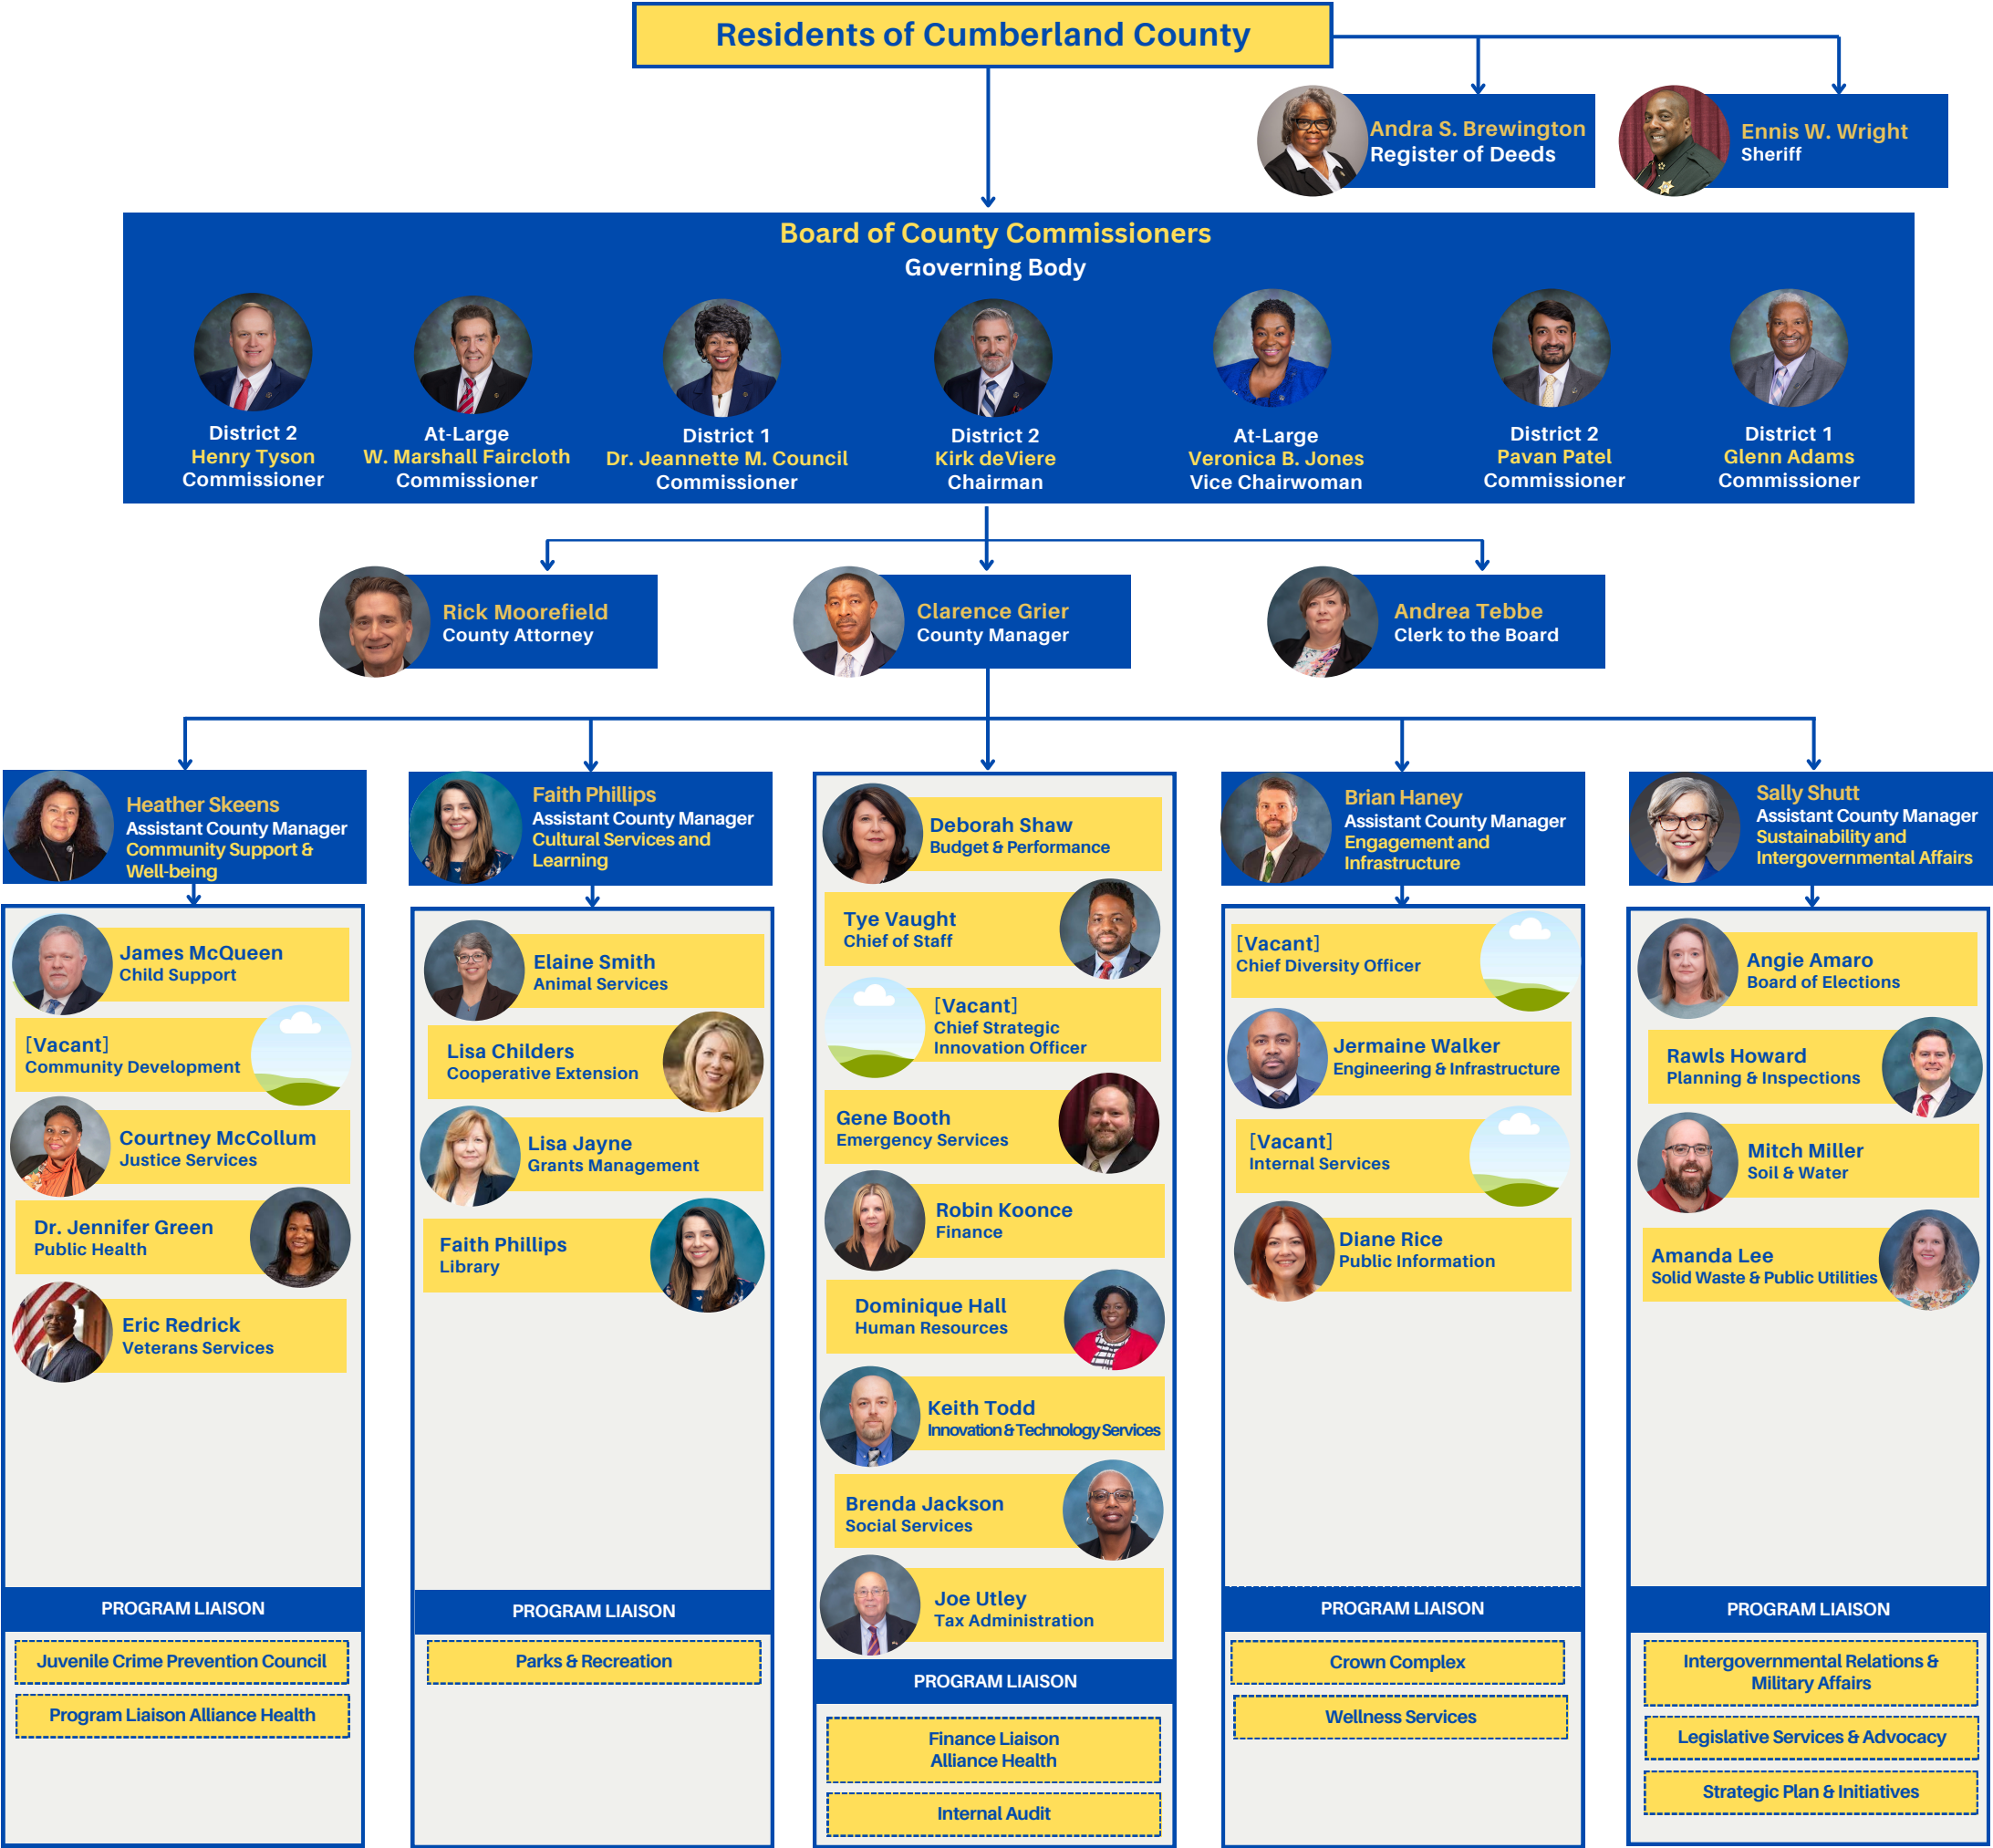 Residents of Cumberland County
Andra S. Brewington
Register of Deeds
Ennis W. Wright
Sheriff
Board of County Commissioners
Governing Body
District 2
Henry Tyson
Commissioner
At-Large
W. Marshall Faircloth
Commissioner
District 1
Dr. Jeannette M. Council
Commissioner
District 2
Kirk deViere
Chairman
At-Large
Veronica B. Jones
Vice Chairwoman
District 2
Pavan Patel
Commissioner
District 1
Glenn Adams
Commissioner
Rick Moorefield
County Attorney
Clarence Grier
County Manager
Andrea Tebbe
Clerk to the Board
Heather Skeens
Assistant County Manager
Community Support &
Well-being
James McQueen
Child Support
[Vacant]
Community Development
Courtney McCollum
Justice Services
Dr. Jennifer Green
Public Health
Eric Redrick
Veterans Services
PROGRAM LIAISON
Juvenile Crime Prevention Council
Program Liaison Alliance Health
Faith Phillips
Assistant County Manager
Cultural Services and
Learning
Elaine Smith
Animal Services
Lisa Childers
Cooperative Extension
Lisa Jayne
Grants Management
Faith Phillips
Library
PROGRAM LIAISON
Parks & Recreation
Deborah Shaw
Budget & Performance
Tye Vaught
Chief of Staff
[Vacant]
Chief Strategic
Innovation Officer
Gene Booth
Emergency Services
Robin Koonce
Finance
Dominique Hall
Human Resources
Keith Todd
Innovation & Technology Services
Brenda Jackson
Social Services
Joe Utley
Tax Administration
PROGRAM LIAISON
Finance Liaison
Alliance Health
Internal Audit
Brian Haney
Assistant County Manager
Engagement and
Infrastructure
[Vacant]
Chief Diversity Officer
Jermaine Walker
Engineering & Infrastructure
[Vacant]
Internal Services
Diane Rice
Public Information
PROGRAM LIAISON
Crown Complex
Wellness Services
Sally Shutt
Assistant County Manager
Sustainability and
Intergovernmental Affairs
Angie Amaro
Board of Elections
Rawls Howard
Planning & Inspections
Mitch Miller
Soil & Water
Amanda Lee
Solid Waste & Public Utilities
PROGRAM LIAISON
Intergovernmental Relations &
Military Affairs
Legislative Services & Advocacy
Strategic Plan & Initiatives